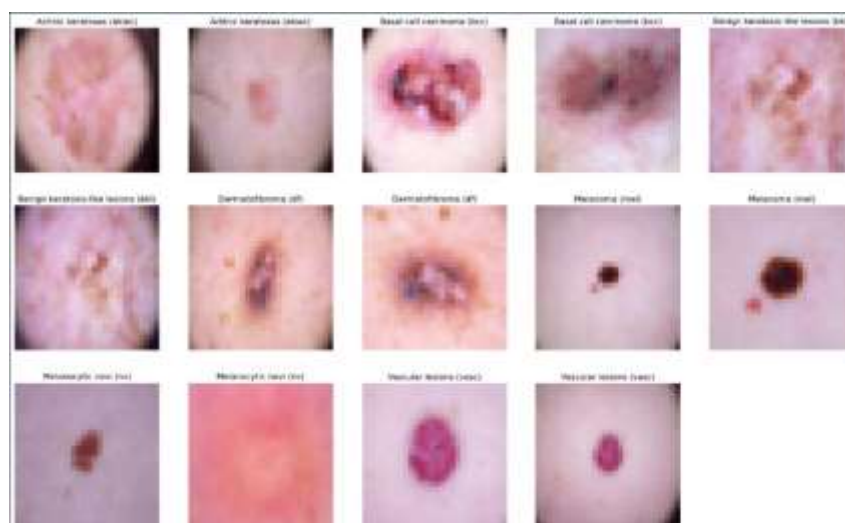 Actinic keratoses (akiec)
Actinic keratoses (akiec)
Basal cell carcinoma (bcc)
Basal cell carcinoma (bcc)
Benign keratosis-like lesions (bkl
Benign keratosis-like lesions (bkl)
Dermatofibroma (df)
Dermatofibroma (df)
Melanoma (mel)
Melanoma (mel)
Melanocytic nevi (nv)
Melanocytic nevi (nv)
Vascular lesions (vasc)
Vascular lesions (vasc)